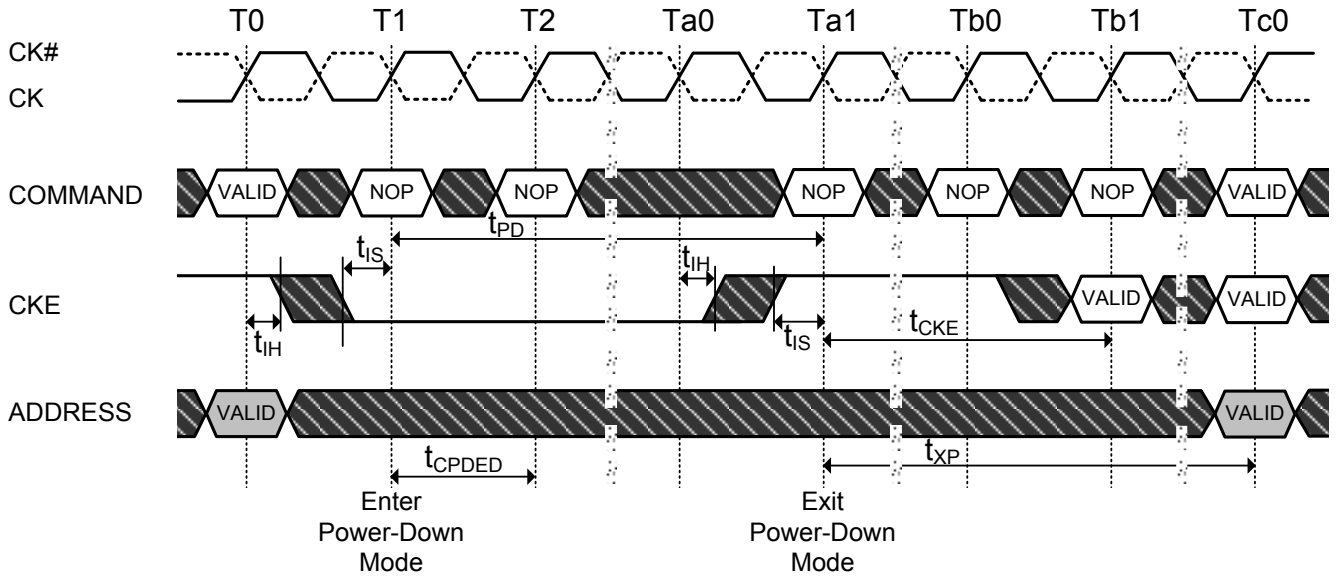 T0 T1 T2 Ta0 Ta1 Tb0 Tb1 Tc0
CK#
CK
COMMAND VALID NOP NOP NOP NOP NOP VALID
tPD
tIS tIH
CKE VALID VALID
tIH tIS tCKE
ADDRESS VALID VALID
tCPDED tXP
Enter
Power-Down
Mode
Exit
Power-Down
Mode